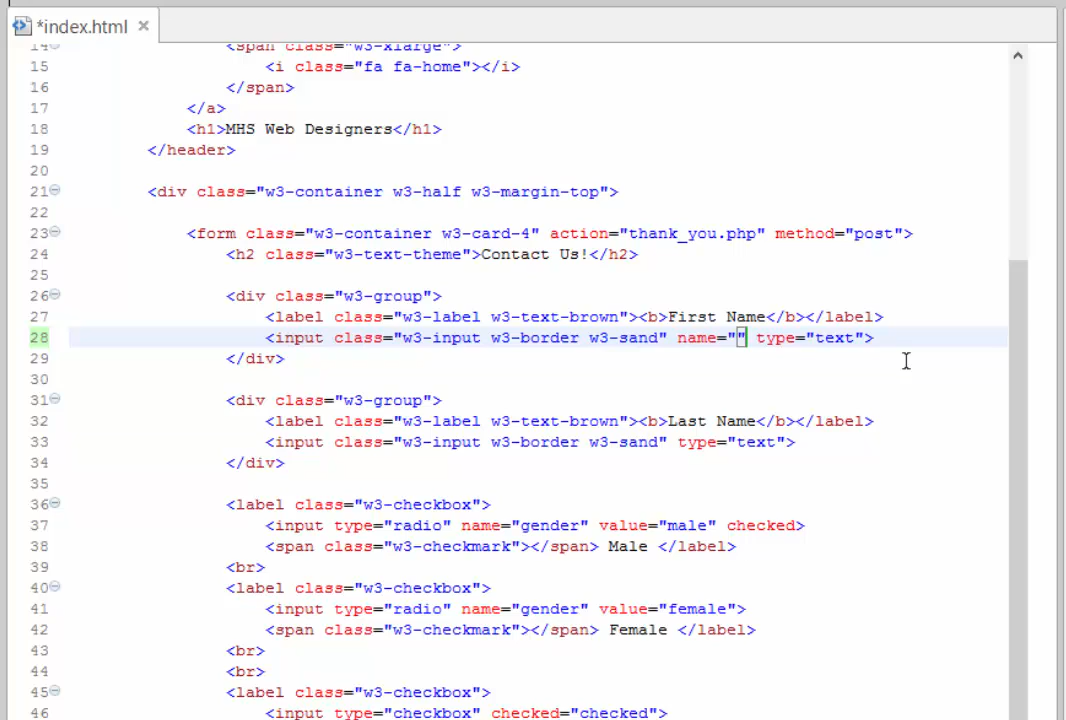 *index.html
14 <span class="w3-xlarge">
15 <i class="fa fa-home"></i>
16 </span>
17 </a>
18 <h1>MHS Web Designers</h1>
19 </header>
20
21 <div class="w3-container w3-half w3-margin-top">
22
23 <form class="w3-container w3-card-4" action="thank_you.php" method="post">
24 <h2 class="w3-text-theme">Contact Us!</h2>
25
26 <div class="w3-group">
27 <label class="w3-label w3-text-brown"><b>First Name</b></label>
28 <input class="w3-input w3-border w3-sand" name="" type="text">
29 </div>
30
31 <div class="w3-group">
32 <label class="w3-label w3-text-brown"><b>Last Name</b></label>
33 <input class="w3-input w3-border w3-sand" type="text">
34 </div>
35
36 <label class="w3-checkbox">
37 <input type="radio" name="gender" value="male" checked>
38 <span class="w3-checkmark"></span> Male </label>
39 <br>
40 <label class="w3-checkbox">
41 <input type="radio" name="gender" value="female">
42 <span class="w3-checkmark"></span> Female </label>
43 <br>
44 <br>
45 <label class="w3-checkbox">
46 <input type="checkbox" checked="checked">